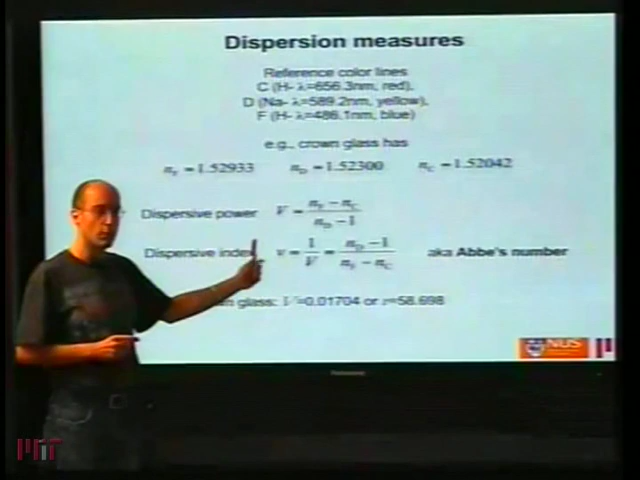 Dispersion measures
Reference color lines
C (H- λ=656.3nm, red),
D (Na- λ=589.2nm, yellow),
F (H- λ=486.1nm, blue)
e.g., crown glass has
n_F = 1.52933 n_D = 1.52300 n_C = 1.52042
Dispersive power V = (n_F − n_C) / (n_D − 1)
Dispersive index v = 1/V = (n_D − 1) / (n_F − n_C) aka Abbe's number
glass: V=0.01704 or v=58.698
NUS
MIT